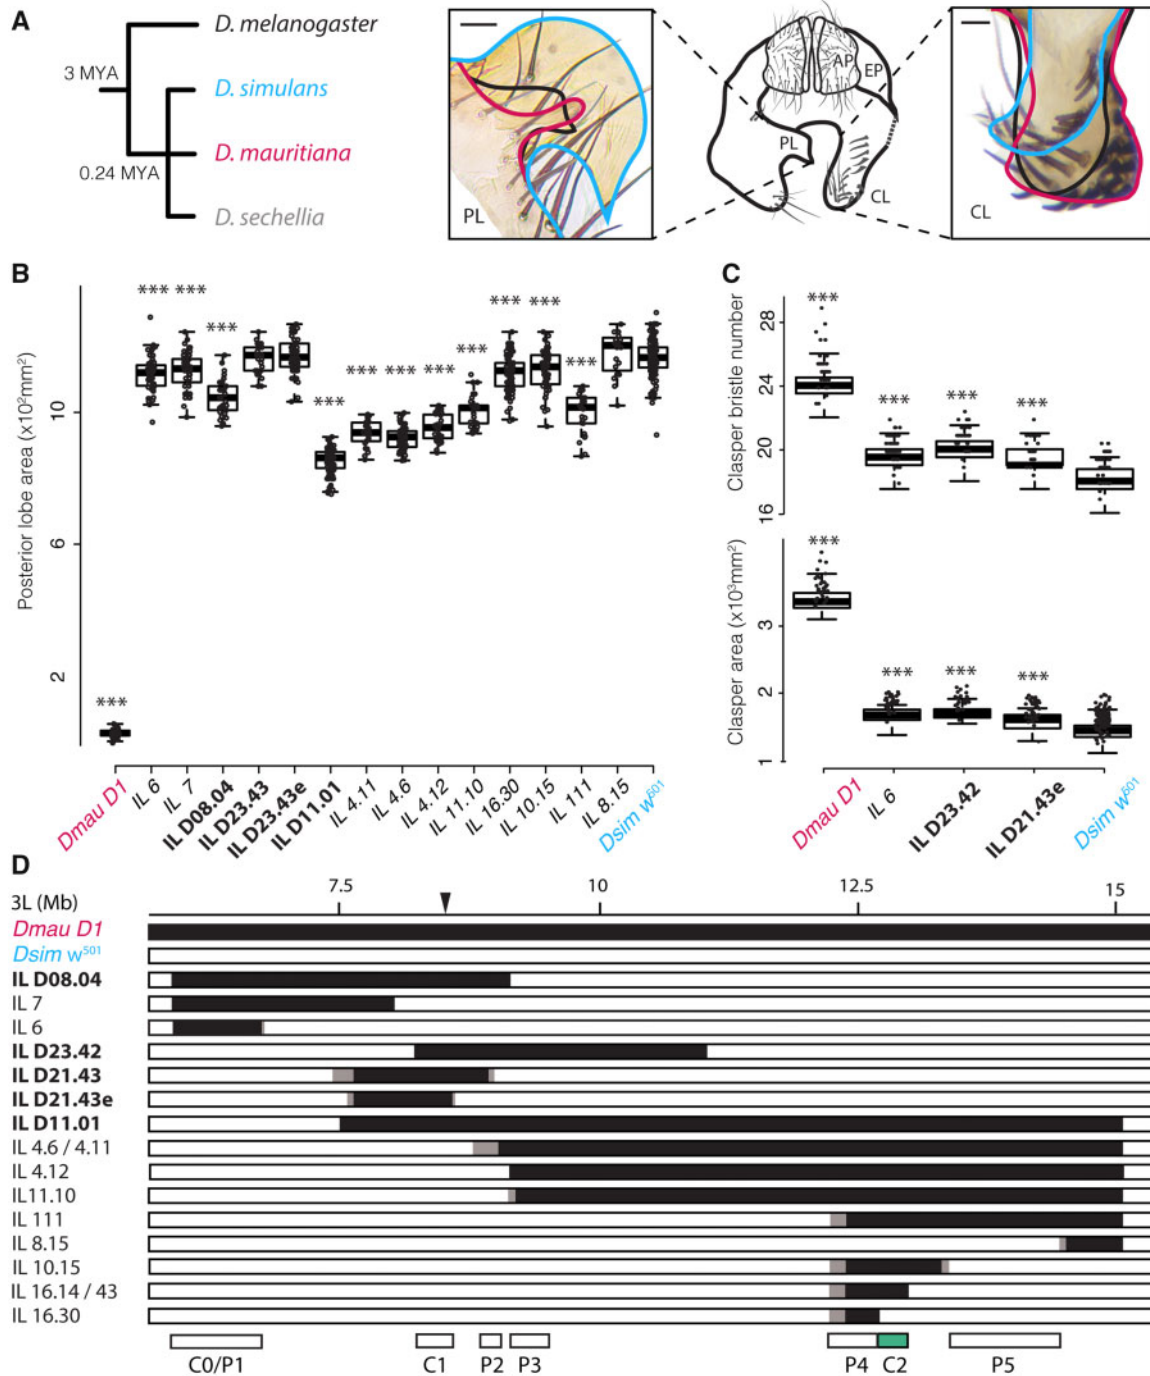 A
D. melanogaster
3 MYA
D. simulans
D. mauritiana
0.24 MYA
D. sechellia
PL
AP
EP
PL
CL
CL
B
Posterior lobe area (x10²mm²)
10
6
2
***
***
***
***
***
***
***
***
***
***
***
***
Dmau D1
IL 6
IL 7
IL D08.04
IL D23.43
IL D23.43e
IL D11.01
IL 4.11
IL 4.6
IL 4.12
IL 11.10
IL 16.30
IL 10.15
IL 111
IL 8.15
Dsim w501
C
Clasper bristle number
28
24
20
16
***
***
***
***
Clasper area (x10³mm²)
3
2
1
***
***
***
***
Dmau D1
IL 6
IL D23.42
IL D21.43e
Dsim w501
D
3L (Mb)
7.5 10 12.5 15
Dmau D1
Dsim w501
IL D08.04
IL 7
IL 6
IL D23.42
IL D21.43
IL D21.43e
IL D11.01
IL 4.6 / 4.11
IL 4.12
IL11.10
IL 111
IL 8.15
IL 10.15
IL 16.14 / 43
IL 16.30
C0/P1 C1 P2 P3 P4 C2 P5